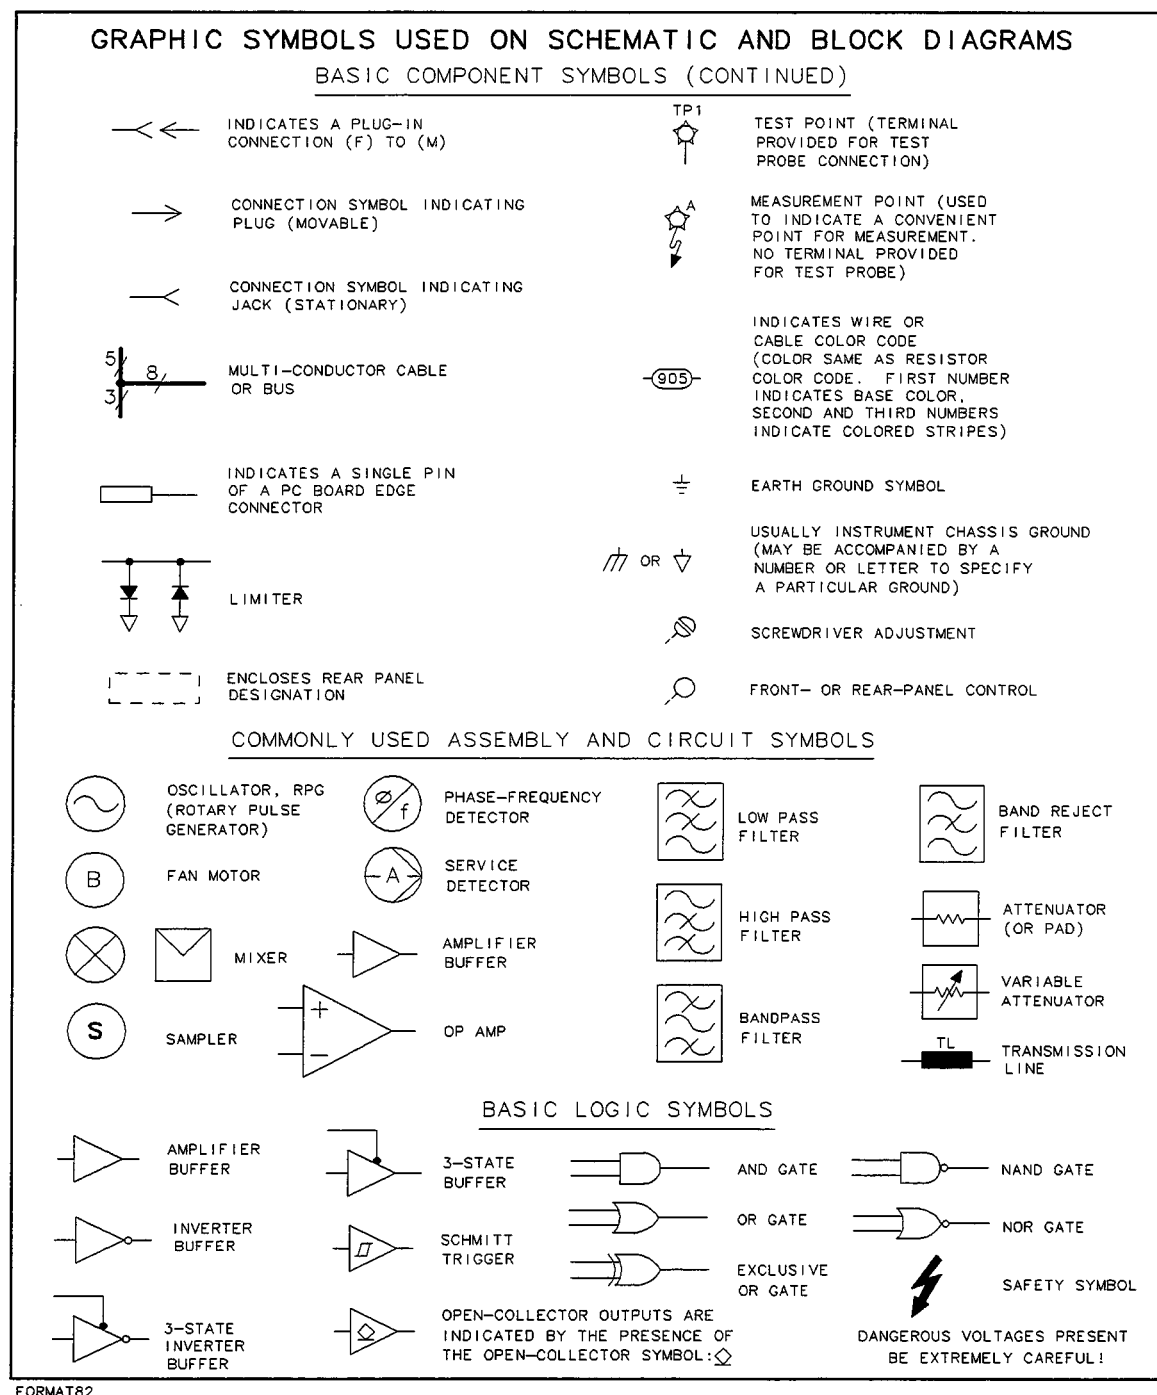 GRAPHIC SYMBOLS USED ON SCHEMATIC AND BLOCK DIAGRAMS
BASIC COMPONENT SYMBOLS (CONTINUED)
INDICATES A PLUG-IN
CONNECTION (F) TO (M)
CONNECTION SYMBOL INDICATING
PLUG (MOVABLE)
CONNECTION SYMBOL INDICATING
JACK (STATIONARY)
5
8
3
MULTI-CONDUCTOR CABLE
OR BUS
INDICATES A SINGLE PIN
OF A PC BOARD EDGE
CONNECTOR
LIMITER
ENCLOSES REAR PANEL
DESIGNATION
TP1
TEST POINT (TERMINAL
PROVIDED FOR TEST
PROBE CONNECTION)
A
MEASUREMENT POINT (USED
TO INDICATE A CONVENIENT
POINT FOR MEASUREMENT.
NO TERMINAL PROVIDED
FOR TEST PROBE)
905
INDICATES WIRE OR
CABLE COLOR CODE
(COLOR SAME AS RESISTOR
COLOR CODE. FIRST NUMBER
INDICATES BASE COLOR,
SECOND AND THIRD NUMBERS
INDICATE COLORED STRIPES)
EARTH GROUND SYMBOL
OR
USUALLY INSTRUMENT CHASSIS GROUND
(MAY BE ACCOMPANIED BY A
NUMBER OR LETTER TO SPECIFY
A PARTICULAR GROUND)
SCREWDRIVER ADJUSTMENT
FRONT- OR REAR-PANEL CONTROL
COMMONLY USED ASSEMBLY AND CIRCUIT SYMBOLS
OSCILLATOR, RPG
(ROTARY PULSE
GENERATOR)
B
FAN MOTOR
MIXER
S
SAMPLER
Ø/f
PHASE-FREQUENCY
DETECTOR
A
SERVICE
DETECTOR
AMPLIFIER
BUFFER
+
−
OP AMP
LOW PASS
FILTER
HIGH PASS
FILTER
BANDPASS
FILTER
BAND REJECT
FILTER
ATTENUATOR
(OR PAD)
VARIABLE
ATTENUATOR
TL
TRANSMISSION
LINE
BASIC LOGIC SYMBOLS
AMPLIFIER
BUFFER
INVERTER
BUFFER
3-STATE
INVERTER
BUFFER
3-STATE
BUFFER
SCHMITT
TRIGGER
OPEN-COLLECTOR OUTPUTS ARE
INDICATED BY THE PRESENCE OF
THE OPEN-COLLECTOR SYMBOL:
AND GATE
OR GATE
EXCLUSIVE
OR GATE
NAND GATE
NOR GATE
SAFETY SYMBOL
DANGEROUS VOLTAGES PRESENT
BE EXTREMELY CAREFUL!
FORMAT82